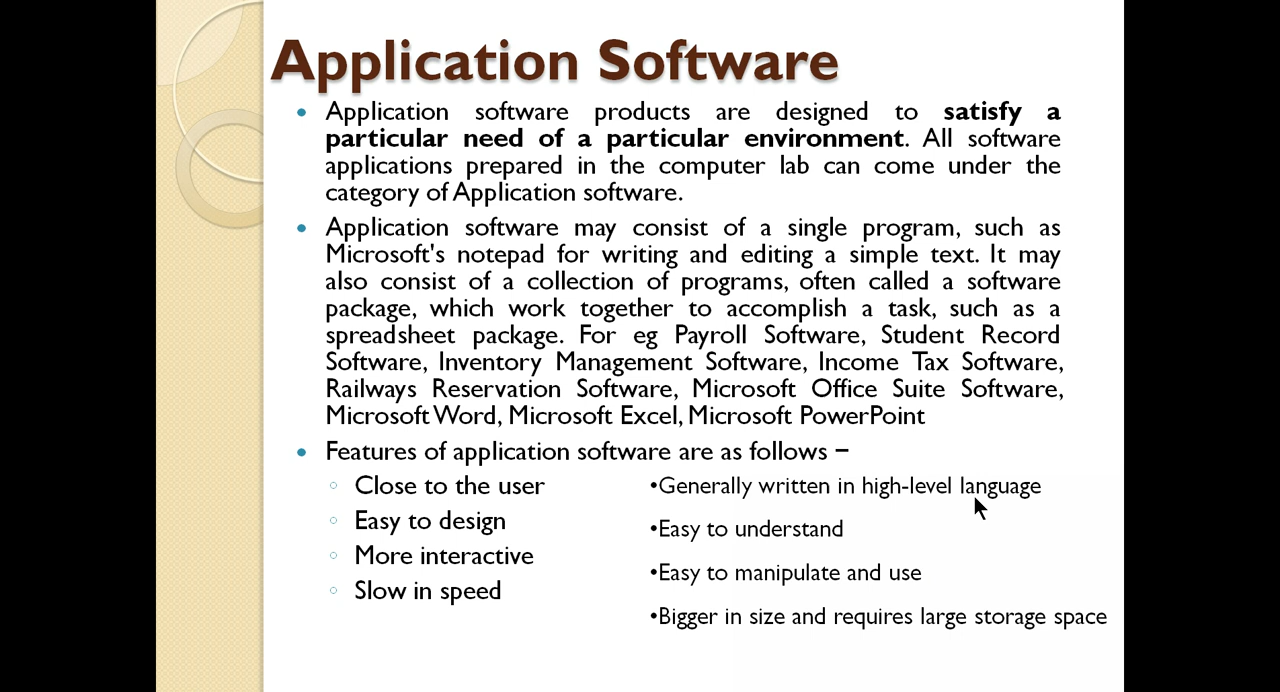 Application Software
• Application software products are designed to satisfy a
particular need of a particular environment. All software
applications prepared in the computer lab can come under the
category of Application software.
• Application software may consist of a single program, such as
Microsoft's notepad for writing and editing a simple text. It may
also consist of a collection of programs, often called a software
package, which work together to accomplish a task, such as a
spreadsheet package. For eg Payroll Software, Student Record
Software, Inventory Management Software, Income Tax Software,
Railways Reservation Software, Microsoft Office Suite Software,
Microsoft Word, Microsoft Excel, Microsoft PowerPoint
• Features of application software are as follows −
◦ Close to the user
◦ Easy to design
◦ More interactive
◦ Slow in speed
•Generally written in high-level language
•Easy to understand
•Easy to manipulate and use
•Bigger in size and requires large storage space